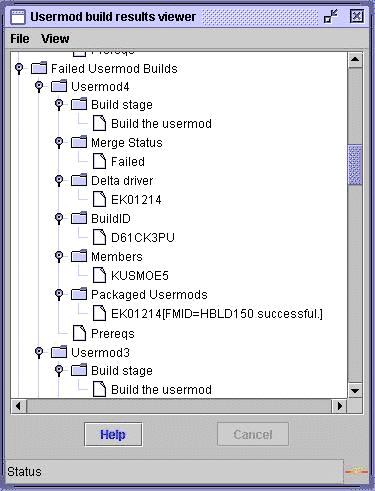 Usermod build results viewer
File View
Prereqs
Failed Usermod Builds
Usermod4
Build stage
Build the usermod
Merge Status
Failed
Delta driver
EK01214
BuildID
D61CK3PU
Members
KUSMOE5
Packaged Usermods
EK01214[FMID=HBLD150 successful.]
Prereqs
Usermod3
Build stage
Build the usermod
Help Cancel
Status